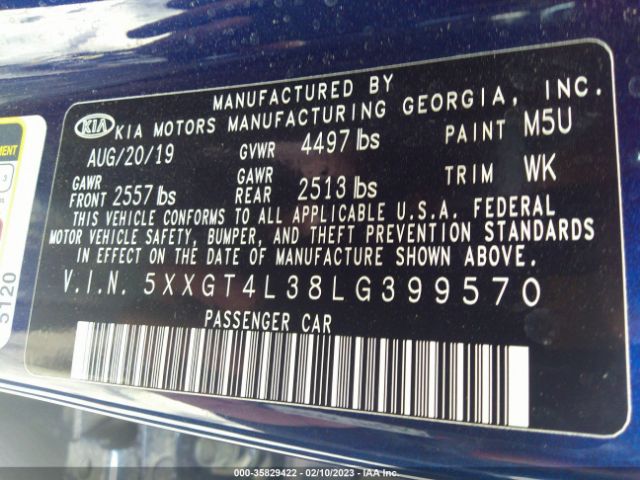 MANUFACTURED BY
KIA KIA MOTORS MANUFACTURING GEORGIA, INC.
AUG/20/19 GVWR 4497 lbs PAINT M5U
GAWR FRONT 2557 lbs GAWR REAR 2513 lbs TRIM WK
THIS VEHICLE CONFORMS TO ALL APPLICABLE U.S.A. FEDERAL
MOTOR VEHICLE SAFETY, BUMPER, AND THEFT PREVENTION STANDARDS
IN EFFECT ON THE DATE OF MANUFACTURE SHOWN ABOVE.
V.I.N. 5XXGT4L38LG399570
PASSENGER CAR
5120
000-35829422 - 02/10/2023 - IAA Inc.